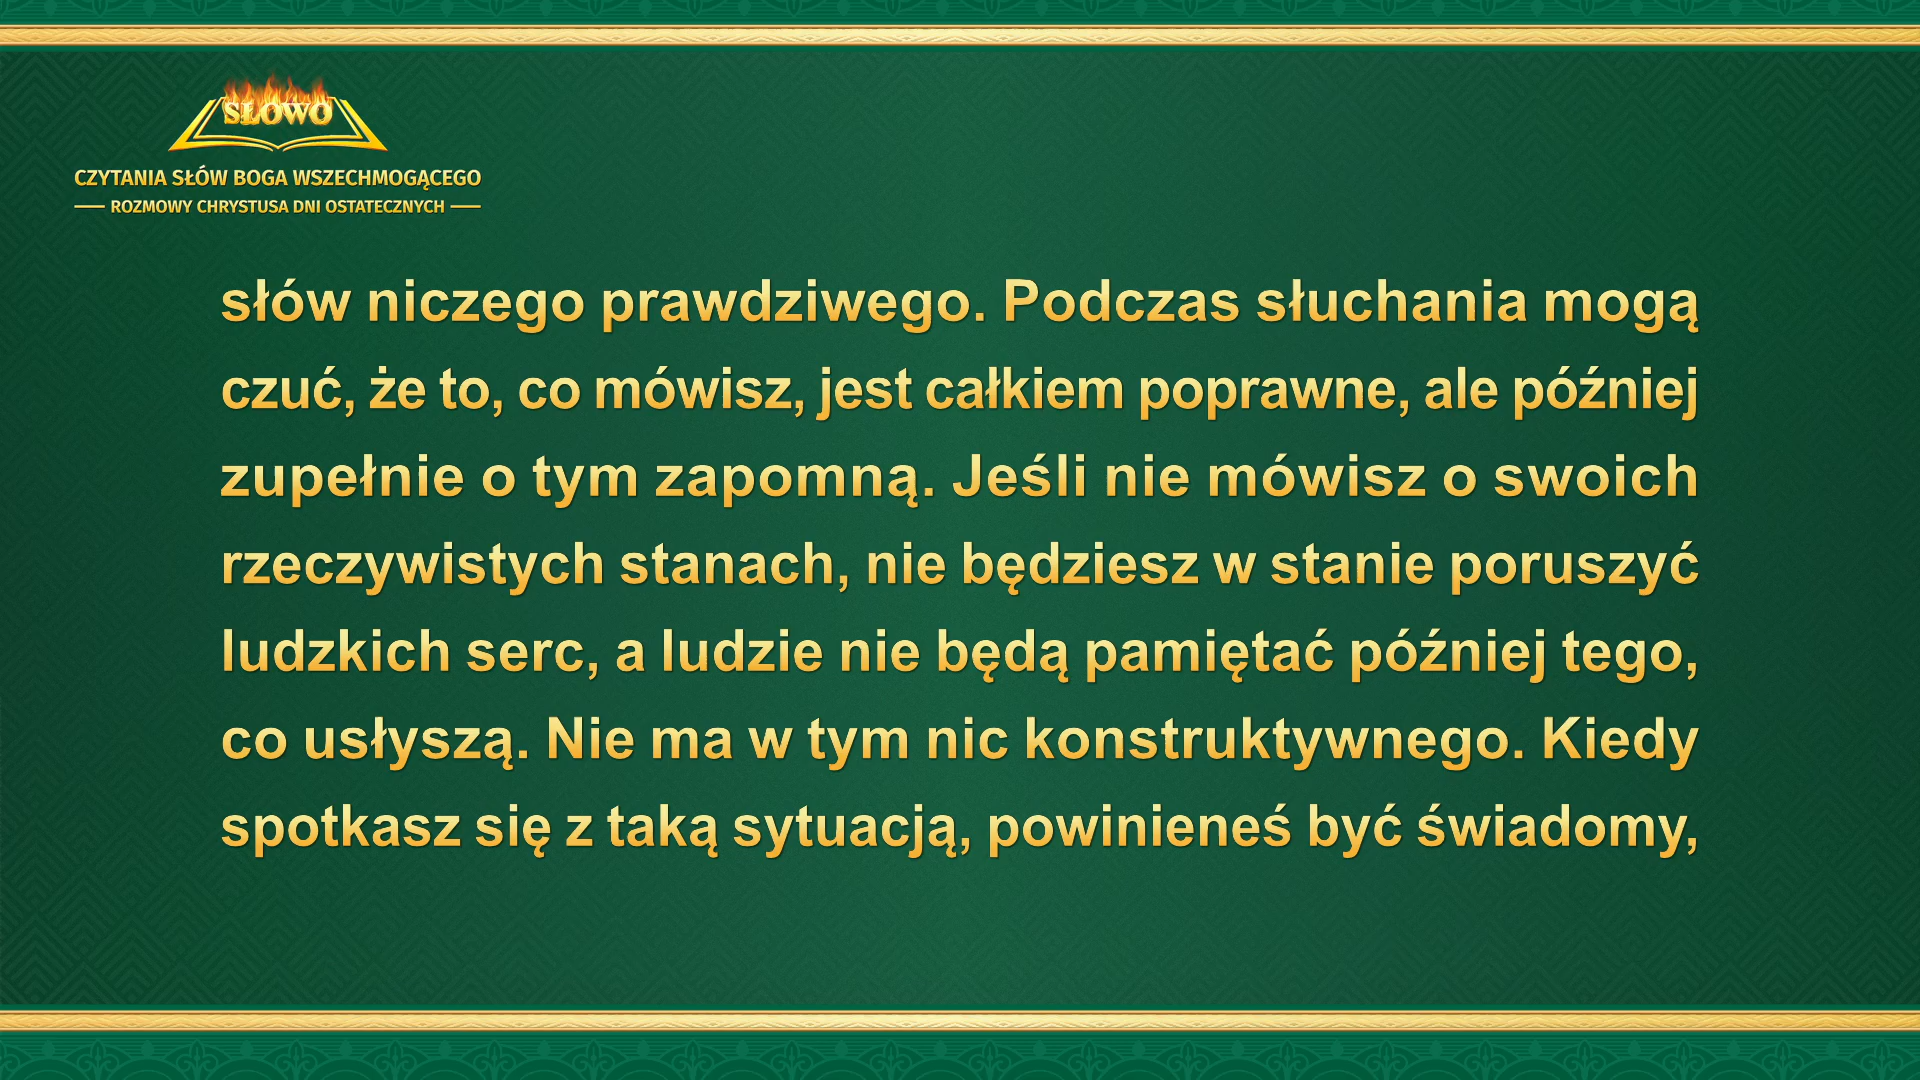 SŁOWO
CZYTANIA SŁÓW BOGA WSZECHMOGĄCEGO
ROZMOWY CHRYSTUSA DNI OSTATECZNYCH
słów niczego prawdziwego. Podczas słuchania mogą
czuć, że to, co mówisz, jest całkiem poprawne, ale później
zupełnie o tym zapomną. Jeśli nie mówisz o swoich
rzeczywistych stanach, nie będziesz w stanie poruszyć
ludzkich serc, a ludzie nie będą pamiętać później tego,
co usłyszą. Nie ma w tym nic konstruktywnego. Kiedy
spotkasz się z taką sytuacją, powinieneś być świadomy,